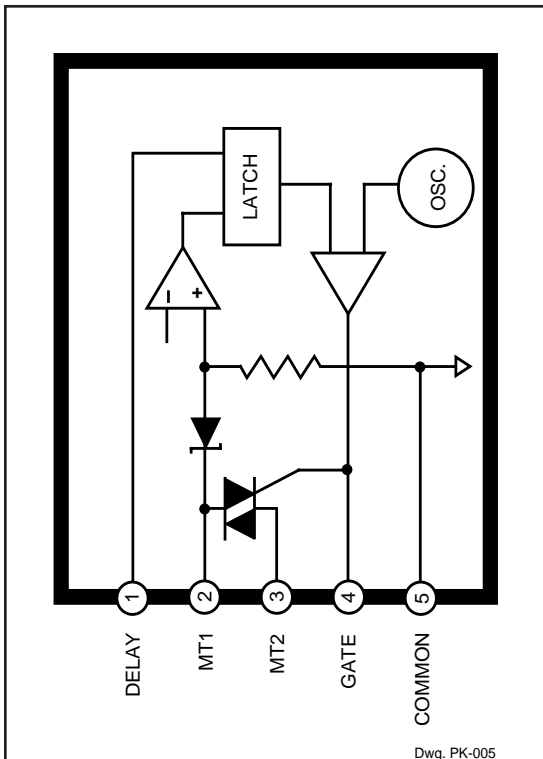 LATCH
OSC.
−
+
1
2
3
4
5
DELAY
MT1
MT2
GATE
COMMON
Dwg. PK-005